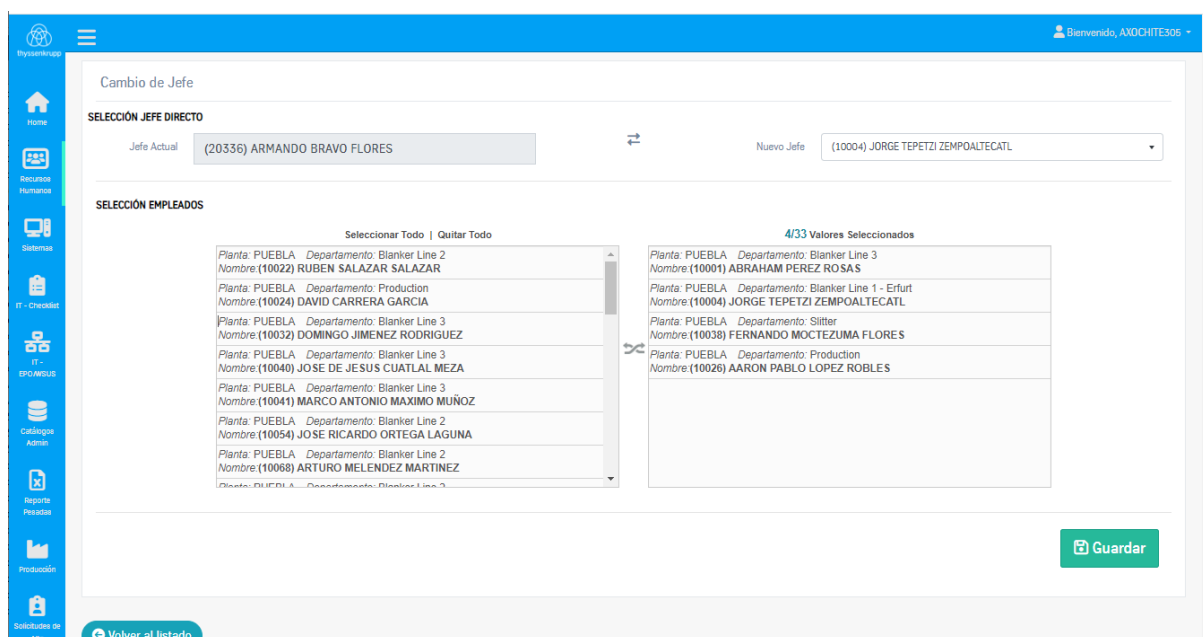 thyssenkrupp
Bienvenido, AXOCHITE305
Home
Recursos
Humanos
Sistemas
IT - Checklist
IT -
EPO/WSUS
Catálogos
Admin
Reporte
Pesadas
Producción
Solicitudes de
Cambio de Jefe
SELECCIÓN JEFE DIRECTO
Jefe Actual (20336) ARMANDO BRAVO FLORES
Nuevo Jefe (10004) JORGE TEPETZI ZEMPOALTECATL
SELECCIÓN EMPLEADOS
Seleccionar Todo | Quitar Todo
Planta: PUEBLA Departamento: Blanker Line 2
Nombre:(10022) RUBEN SALAZAR SALAZAR
Planta: PUEBLA Departamento: Production
Nombre:(10024) DAVID CARRERA GARCIA
Planta: PUEBLA Departamento: Blanker Line 3
Nombre:(10032) DOMINGO JIMENEZ RODRIGUEZ
Planta: PUEBLA Departamento: Blanker Line 3
Nombre:(10040) JOSE DE JESUS CUATLAL MEZA
Planta: PUEBLA Departamento: Blanker Line 3
Nombre:(10041) MARCO ANTONIO MAXIMO MUÑOZ
Planta: PUEBLA Departamento: Blanker Line 2
Nombre:(10054) JOSE RICARDO ORTEGA LAGUNA
Planta: PUEBLA Departamento: Blanker Line 2
Nombre:(10068) ARTURO MELENDEZ MARTINEZ
Planta: PUEBLA Departamento: Blanker Line 2
4/33 Valores Seleccionados
Planta: PUEBLA Departamento: Blanker Line 3
Nombre:(10001) ABRAHAM PEREZ ROSAS
Planta: PUEBLA Departamento: Blanker Line 1 - Erfurt
Nombre:(10004) JORGE TEPETZI ZEMPOALTECATL
Planta: PUEBLA Departamento: Slitter
Nombre:(10038) FERNANDO MOCTEZUMA FLORES
Planta: PUEBLA Departamento: Production
Nombre:(10026) AARON PABLO LOPEZ ROBLES
Guardar
Volver al listado